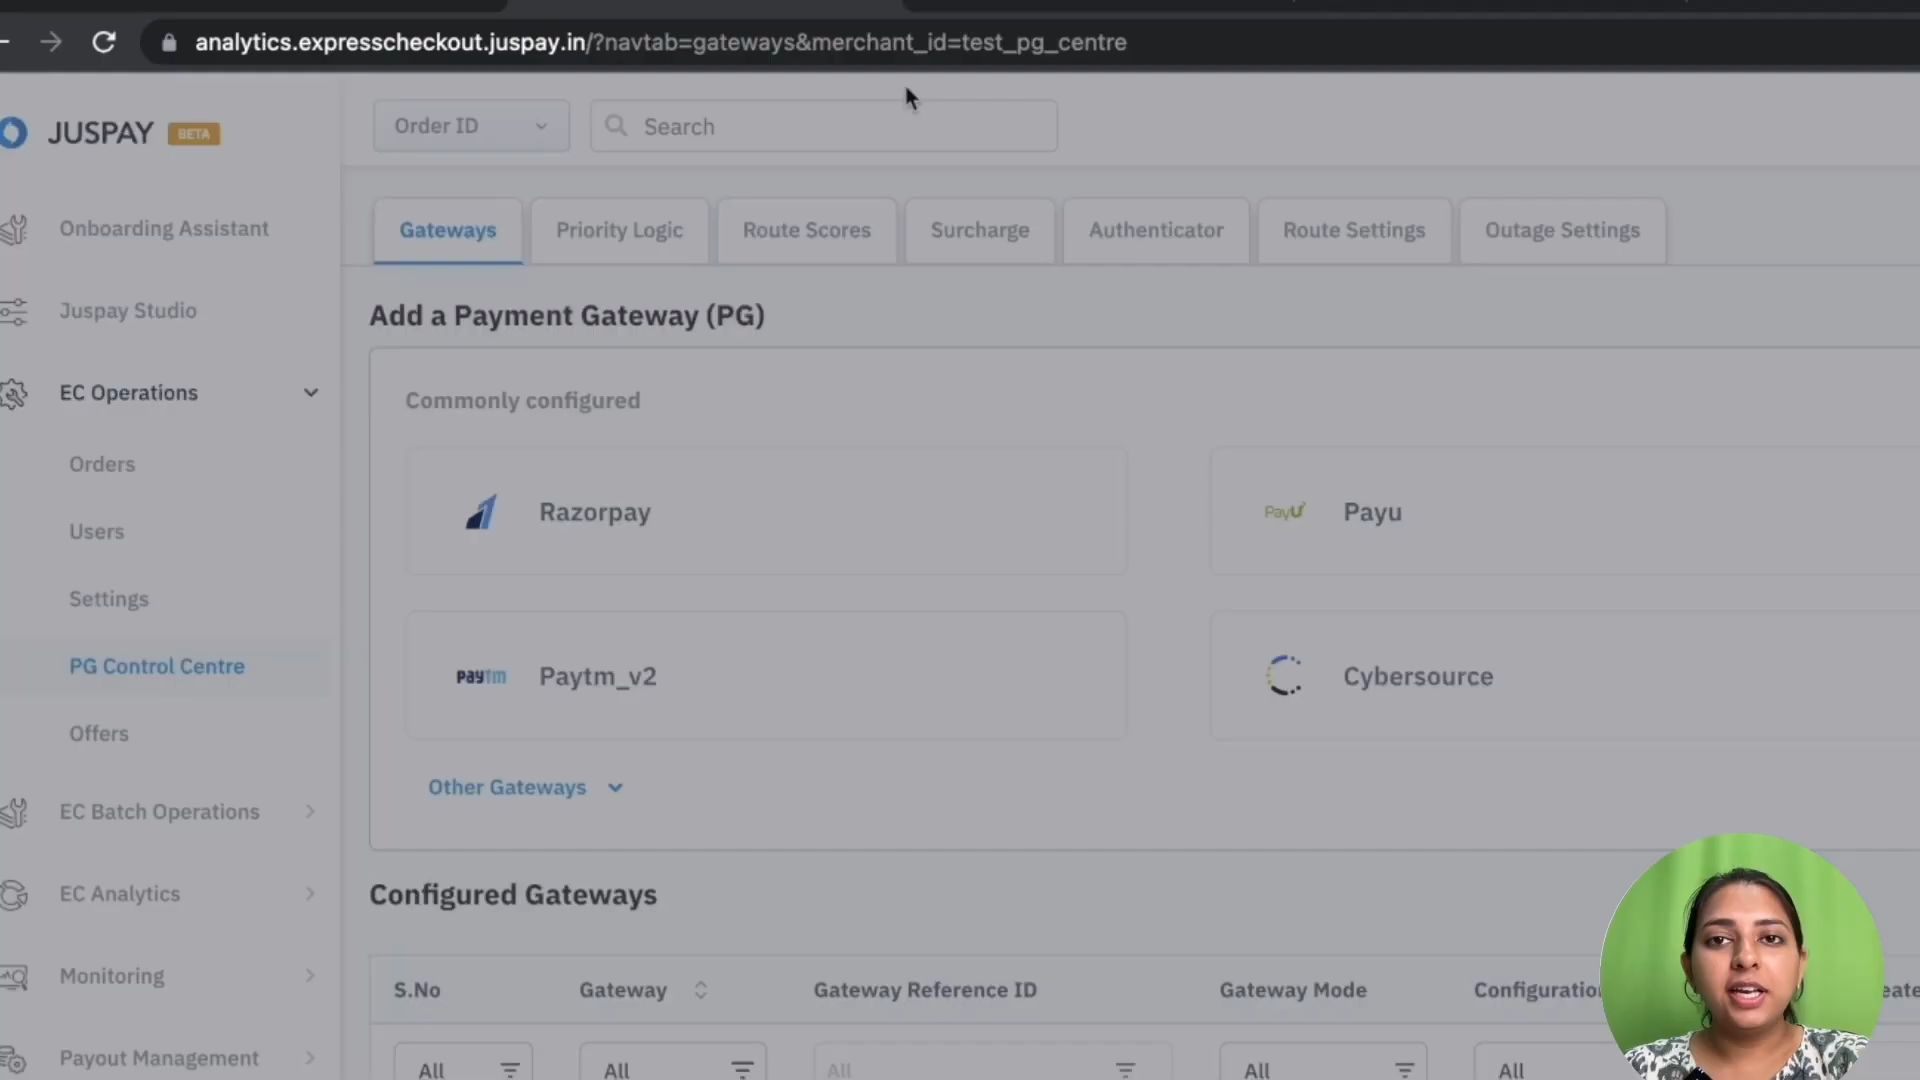 analytics.expresscheckout.juspay.in/?navtab=gateways&merchant_id=test_pg_centre
JUSPAY BETA
Order ID
Search
Onboarding Assistant
Juspay Studio
EC Operations
Orders
Users
Settings
PG Control Centre
Offers
EC Batch Operations
EC Analytics
Monitoring
Payout Management
Gateways Priority Logic Route Scores Surcharge Authenticator Route Settings Outage Settings
Add a Payment Gateway (PG)
Commonly configured
Razorpay
PayU Payu
paytm Paytm_v2
Cybersource
Other Gateways
Configured Gateways
S.No Gateway Gateway Reference ID Gateway Mode
All All All All All